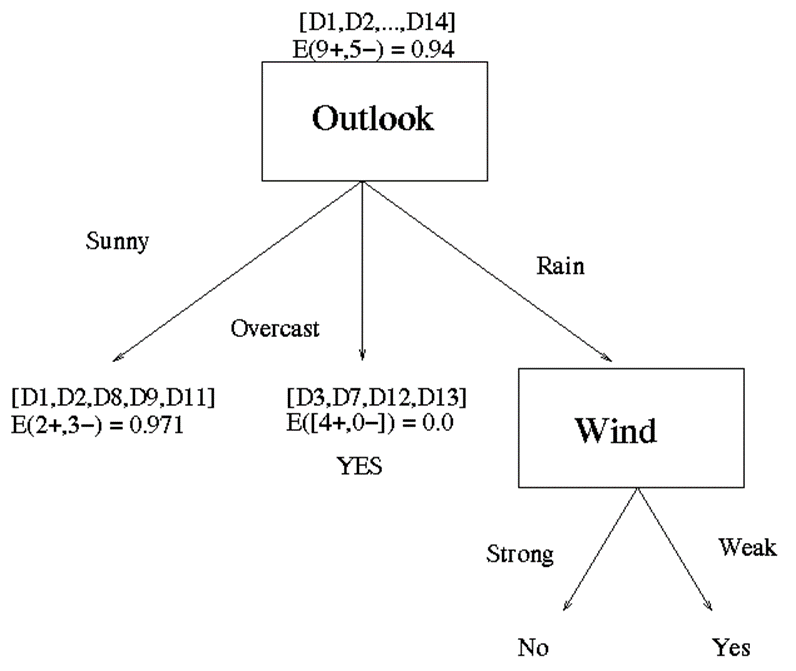 [D1,D2,...,D14]
E(9+,5−) = 0.94
Outlook
Sunny
Rain
Overcast
[D1,D2,D8,D9,D11]
E(2+,3−) = 0.971
[D3,D7,D12,D13]
E([4+,0−]) = 0.0
YES
Wind
Strong
Weak
No
Yes